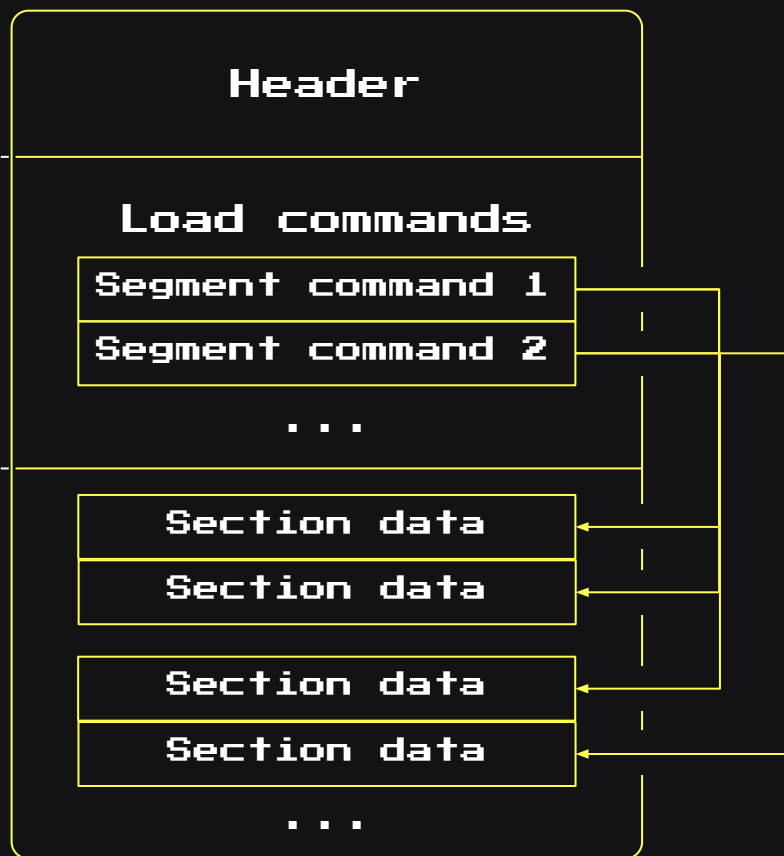 Header
Load commands
Segment command 1
Segment command 2
...
Section data
Section data
Section data
Section data
...